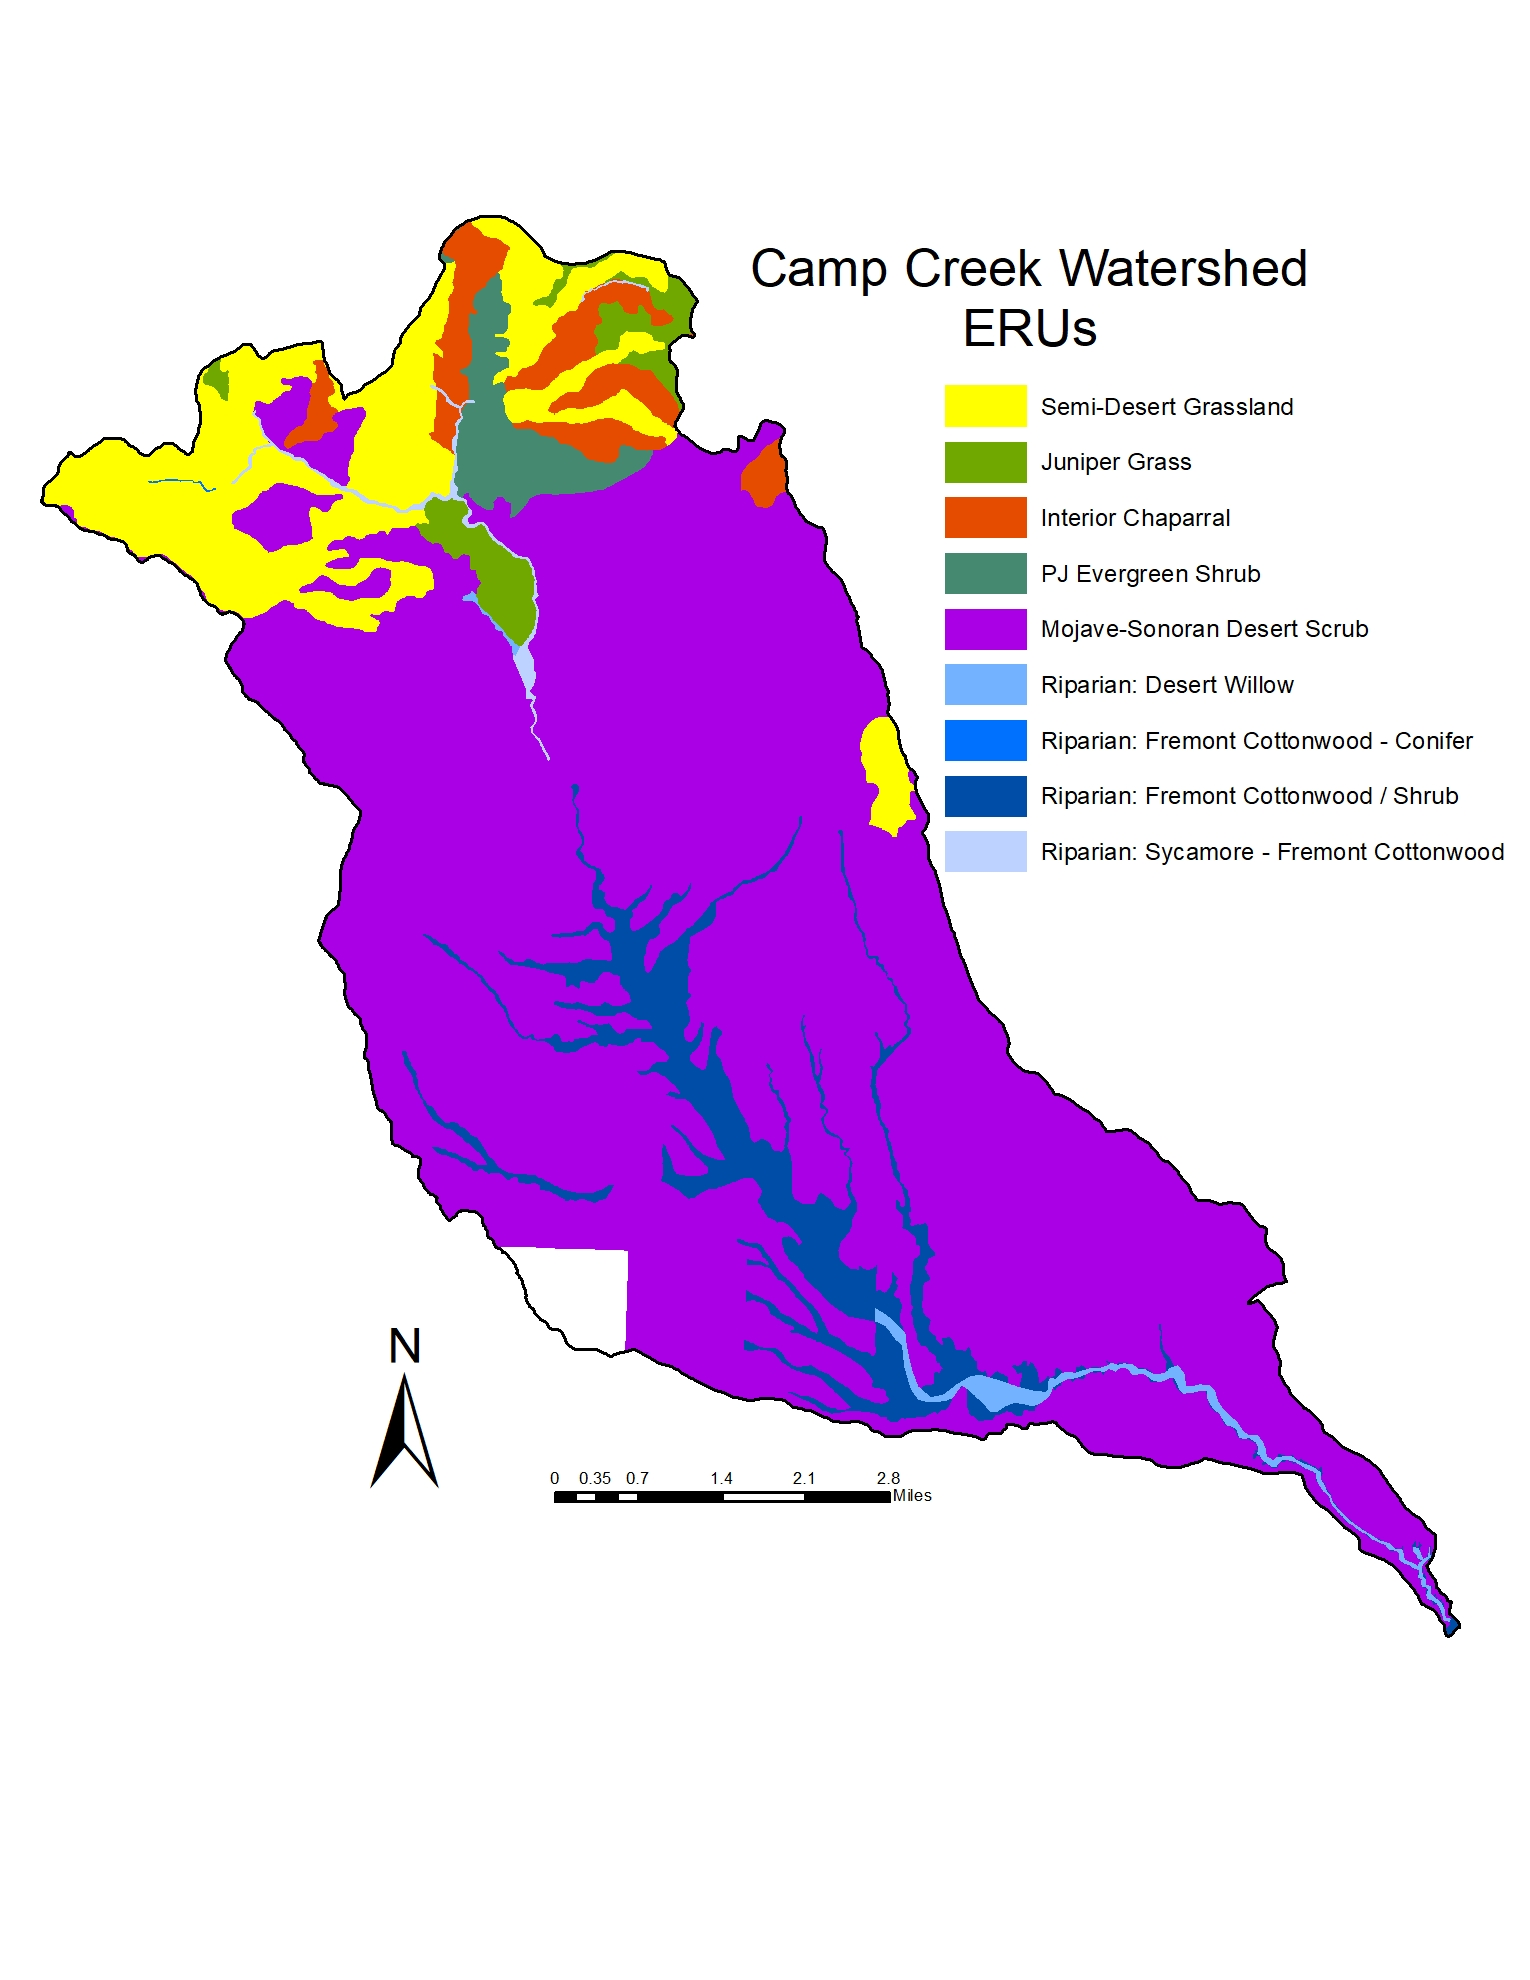 Camp Creek Watershed
ERUs
Semi-Desert Grassland
Juniper Grass
Interior Chaparral
PJ Evergreen Shrub
Mojave-Sonoran Desert Scrub
Riparian: Desert Willow
Riparian: Fremont Cottonwood - Conifer
Riparian: Fremont Cottonwood / Shrub
Riparian: Sycamore - Fremont Cottonwood
N
0 0.35 0.7 1.4 2.1 2.8
Miles